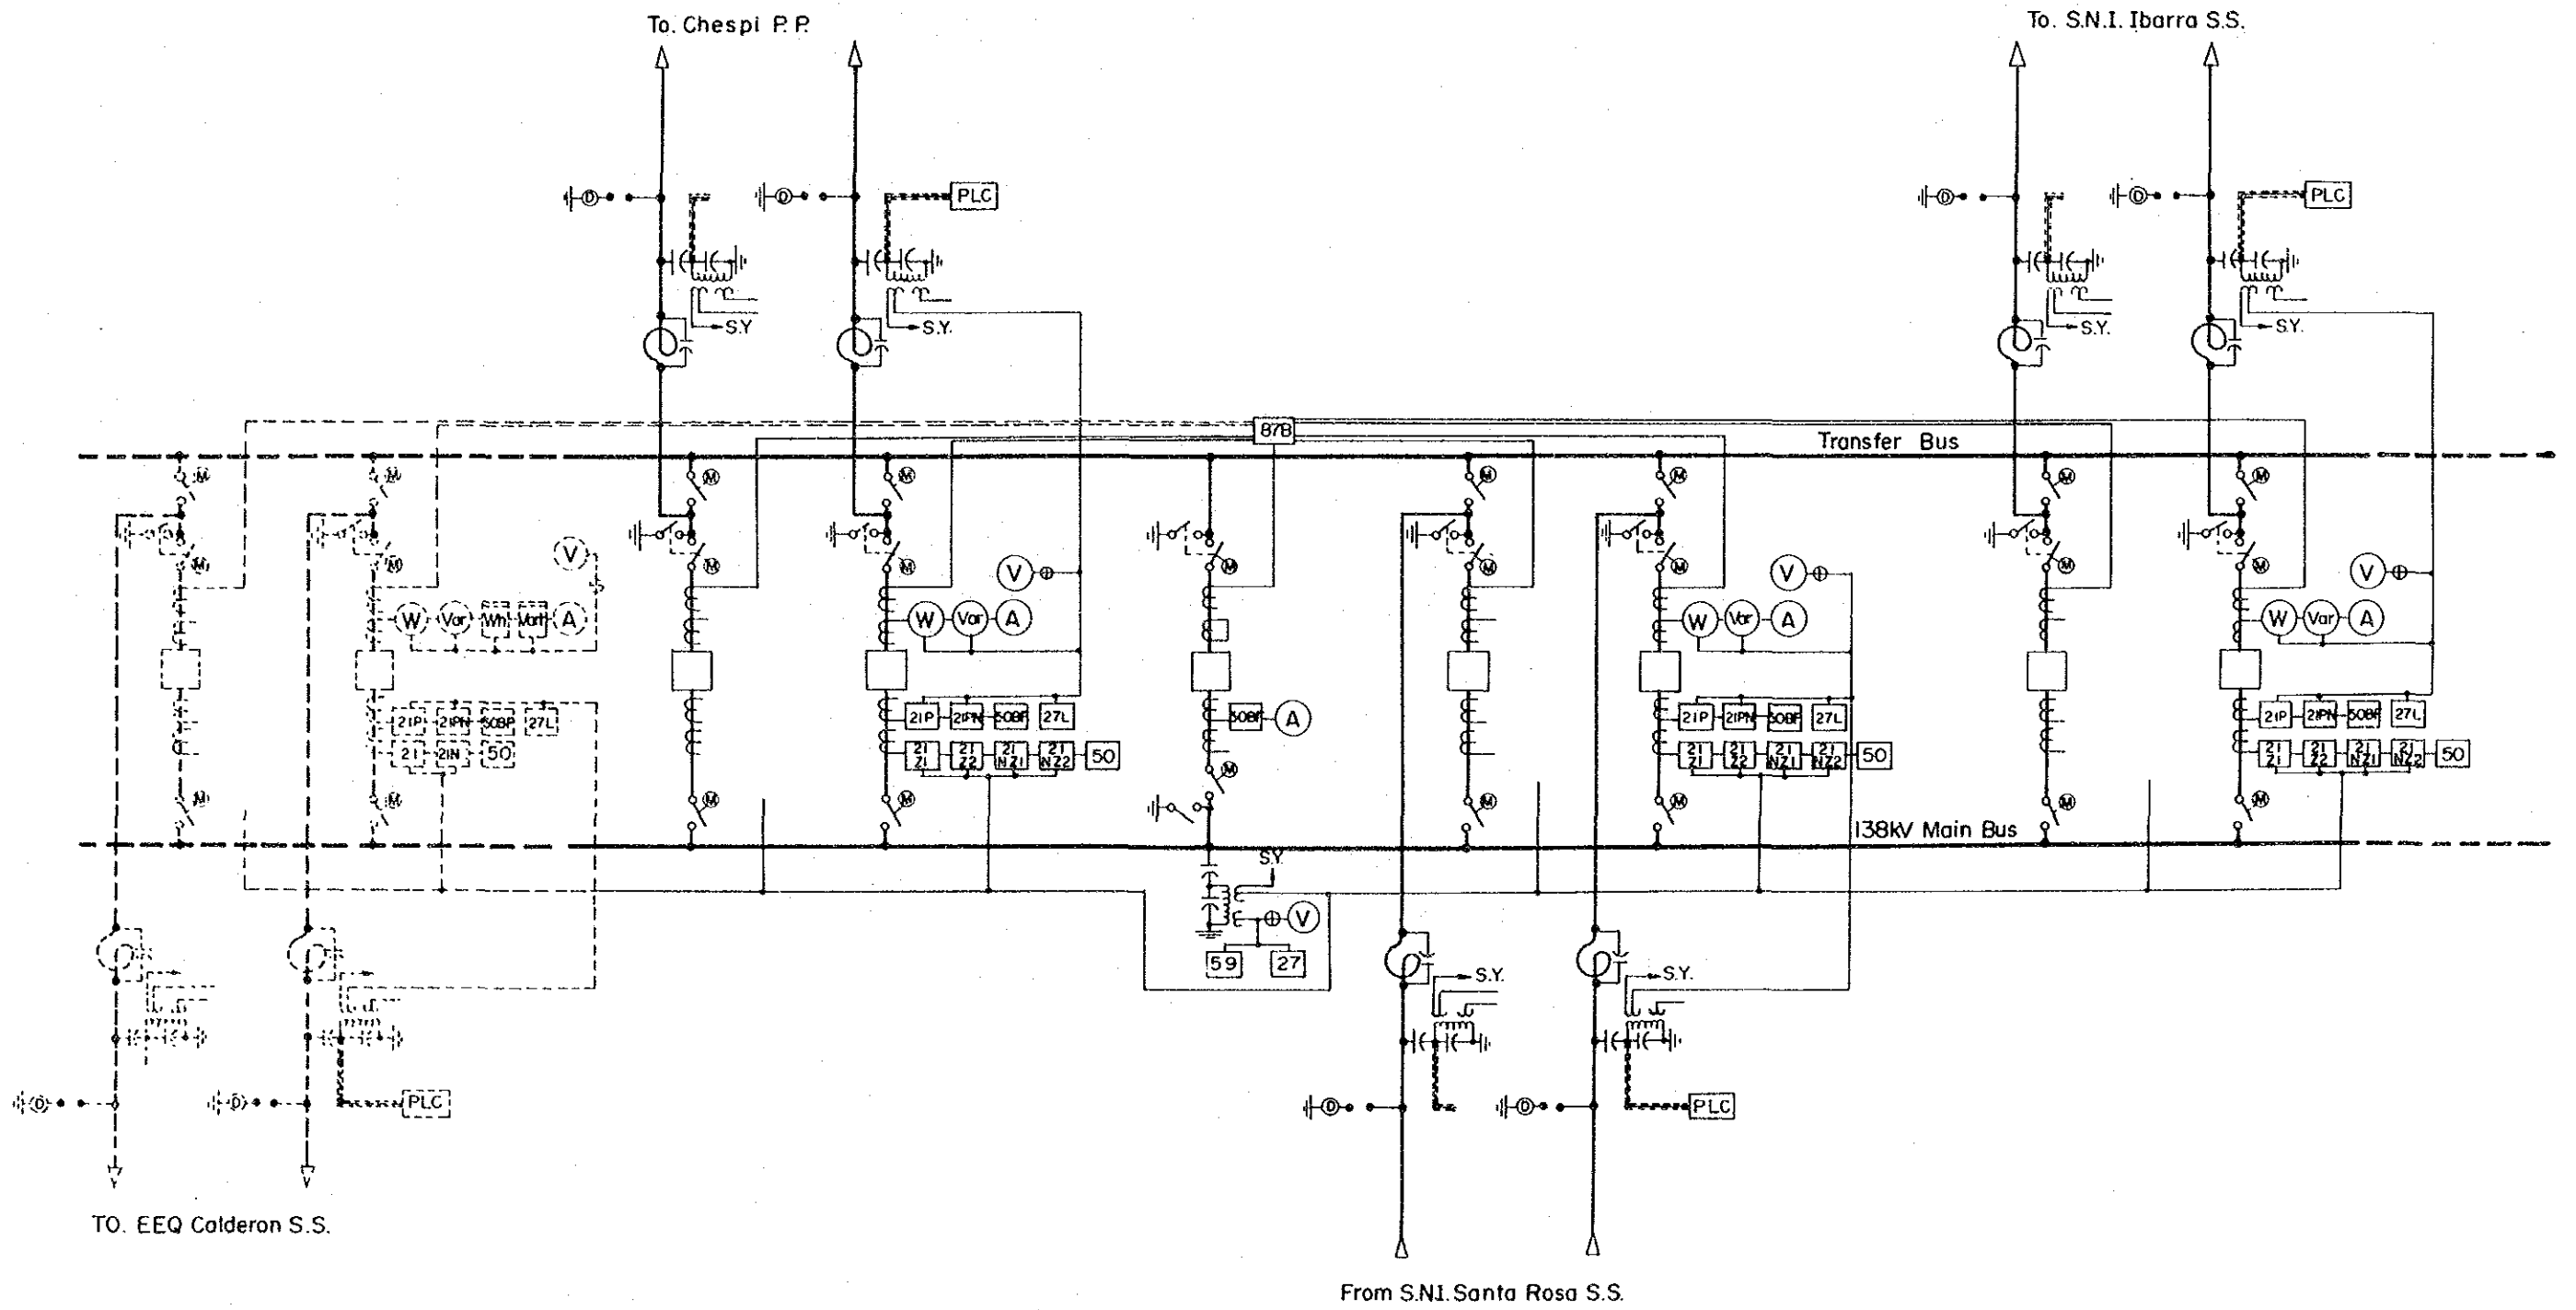 To. Chespi P. P.
To. S.N.I. Ibarra S.S.
D
D
PLC
D
D
PLC
S.Y.
S.Y.
S.Y.
S.Y.
87B
Transfer Bus
M M M M M M M M
M M M M M M M M M
V
V
V
V
W Var Wh Varh A
W Var A
W Var A
W Var A
21P 21PN 50BF 27L
21P 21PN 50BF 27L
50BF A
21P 21PN 50BF 27L
21P 21PN 50BF 27L
21 21N 50
21 Z1 21 Z2 21 NZ1 21 NZ2 50
21 Z1 21 Z2 21 NZ1 21 NZ2 50
21 Z1 21 Z2 21 NZ1 21 NZ2 50
M M M M M M M M M
138kV Main Bus
S.Y.
V
59
27
S.Y.
S.Y.
D
D
PLC
D
D
PLC
TO. EEQ Calderon S.S.
From S.N.I. Santa Rosa S.S.